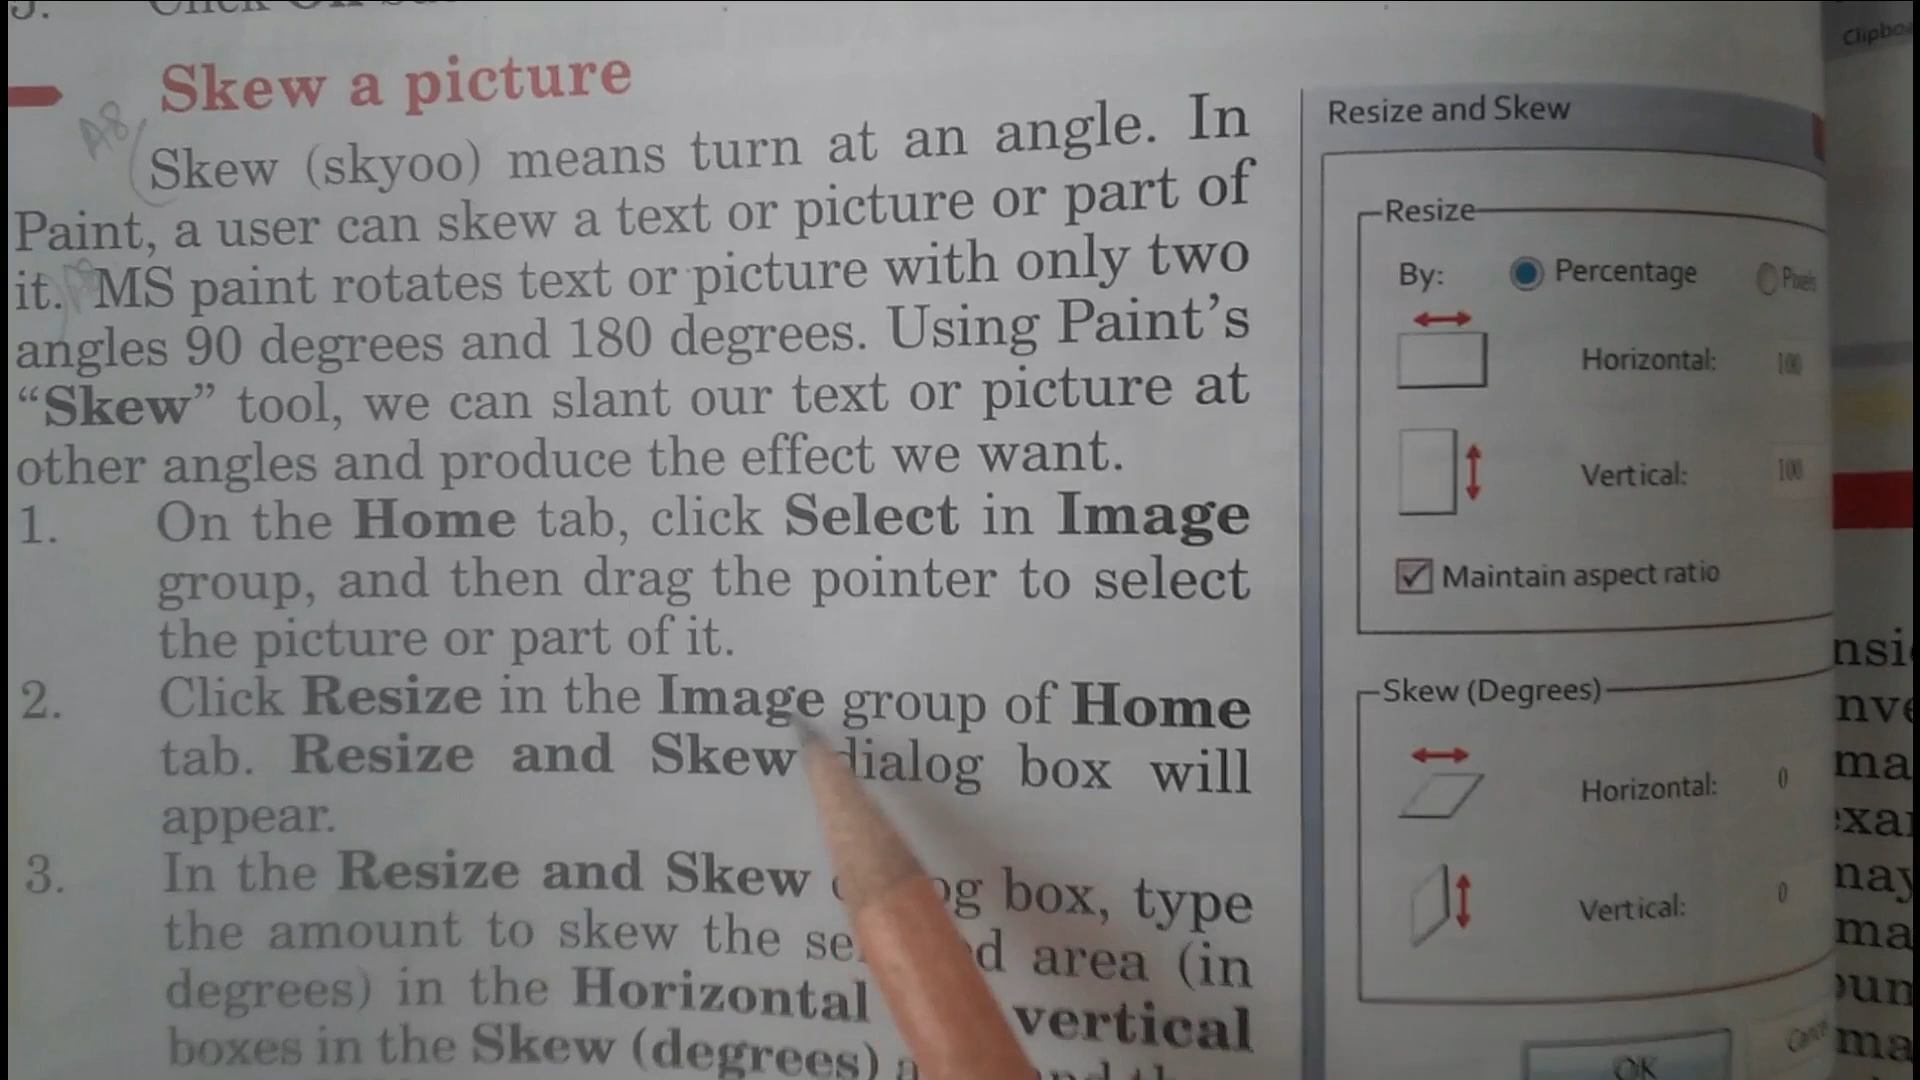 Skew a picture
A8
Skew (skyoo) means turn at an angle. In
Paint, a user can skew a text or picture or part of
it. MS paint rotates text or picture with only two
angles 90 degrees and 180 degrees. Using Paint's
“Skew” tool, we can slant our text or picture at
other angles and produce the effect we want.
1. On the Home tab, click Select in Image
group, and then drag the pointer to select
the picture or part of it.
2. Click Resize in the Image group of Home
tab. Resize and Skew dialog box will
appear.
3. In the Resize and Skew box, type
the amount to skew the area (in
degrees) in the Horizontal vertical
boxes in the Skew (degrees)
Resize and Skew
Resize
By: Percentage Pixels
Horizontal: 100
Vertical: 100
Maintain aspect ratio
Skew (Degrees)
Horizontal: 0
Vertical: 0
OK